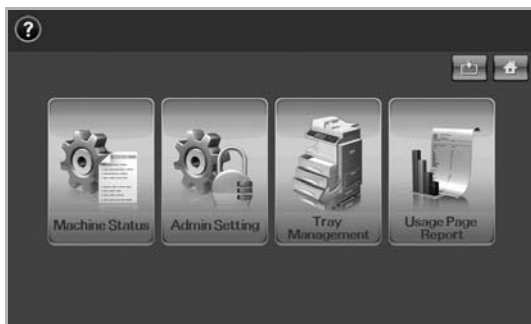 ?
Machine Status
Admin Setting
Tray
Management
Usage Page
Report